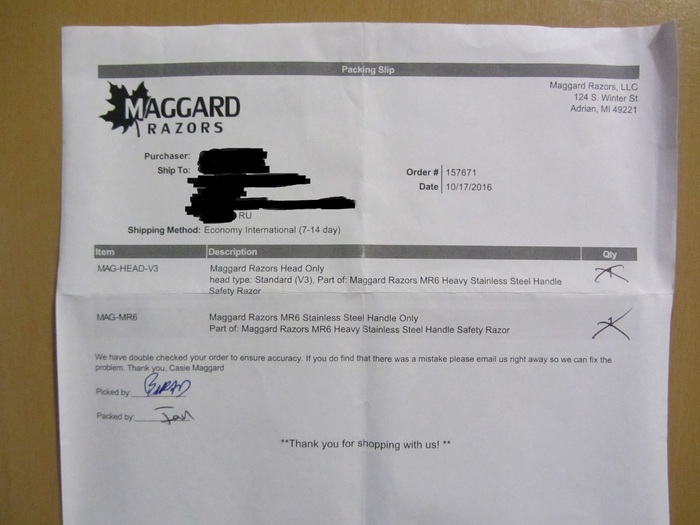 Packing Slip
MAGGARD
RAZORS
Maggard Razors, LLC
124 S. Winter St
Adrian, MI 49221
Purchaser:
Ship To:
RU
Order # 157671
Date 10/17/2016
Shipping Method: Economy International (7-14 day)
Item Description Qty
MAG-HEAD-V3 Maggard Razors Head Only
head type: Standard (V3), Part of: Maggard Razors MR6 Heavy Stainless Steel Handle
Safety Razor
MAG-MR6 Maggard Razors MR6 Stainless Steel Handle Only 1
Part of: Maggard Razors MR6 Heavy Stainless Steel Handle Safety Razor
We have double checked your order to ensure accuracy. If you do find that there was a mistake please email us right away so we can fix the
problem. Thank you, Casie Maggard
Picked by:
Packed by:
**Thank you for shopping with us! **